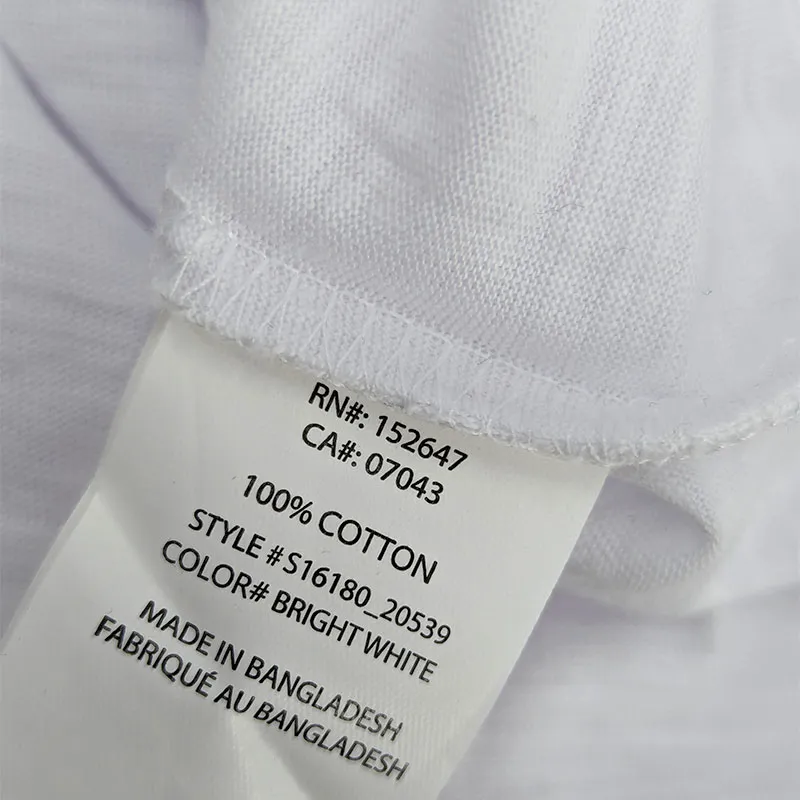 RN#: 152647
CA#: 07043
100% COTTON
STYLE # S16180_20539
COLOR# BRIGHT WHITE
MADE IN BANGLADESH
FABRIQUÉ AU BANGLADESH